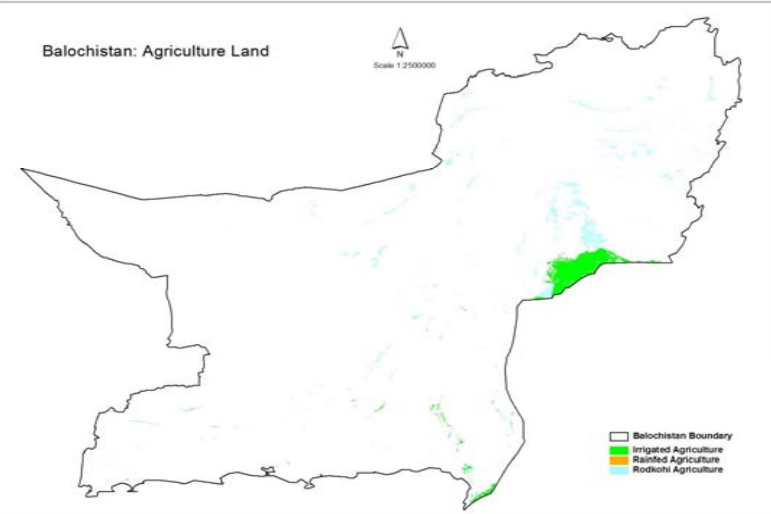 Balochistan: Agriculture Land
N
Scale 1:2500000
Balochistan Boundary
Irrigated Agriculture
Rainfed Agriculture
Rodkohi Agriculture